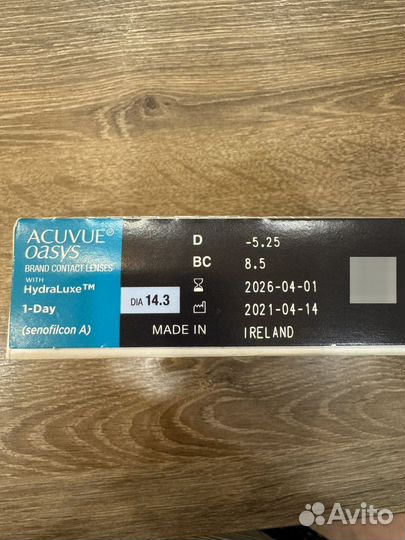 ACUVUE®
OASYS
BRAND CONTACT LENSES
WITH
HydraLuxe™
1-Day
(senofilcon A)
DIA 14.3
D -5.25
BC 8.5
2026-04-01
2021-04-14
MADE IN IRELAND
Avito